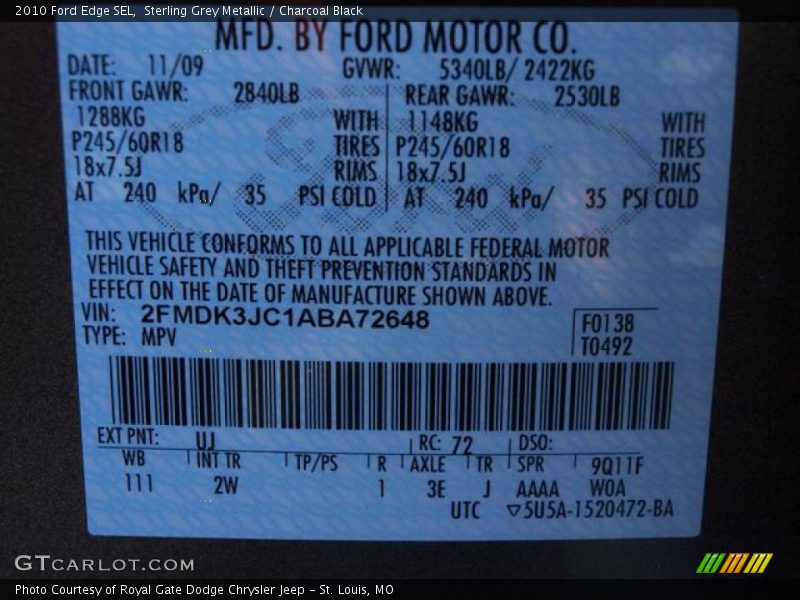 2010 Ford Edge SEL,  Sterling Grey Metallic / Charcoal Black
MFD. BY FORD MOTOR CO.
DATE: 11/09 GVWR: 5340LB/ 2422KG
FRONT GAWR: 2840LB REAR GAWR: 2530LB
1288KG WITH 1148KG WITH
P245/60R18 TIRES P245/60R18 TIRES
18x7.5J RIMS 18x7.5J RIMS
AT 240 kPa/ 35 PSI COLD AT 240 kPa/ 35 PSI COLD
THIS VEHICLE CONFORMS TO ALL APPLICABLE FEDERAL MOTOR
VEHICLE SAFETY AND THEFT PREVENTION STANDARDS IN
EFFECT ON THE DATE OF MANUFACTURE SHOWN ABOVE.
VIN: 2FMDK3JC1ABA72648 F0138
TYPE: MPV T0492
EXT PNT: UJ RC: 72 DSO:
WB INT TR TP/PS R AXLE TR SPR 9Q11F
111 2W 1 3E J AAAA W0A
UTC ▽5U5A-1520472-BA
GTCARLOT.COM
Photo Courtesy of Royal Gate Dodge Chrysler Jeep - St. Louis, MO